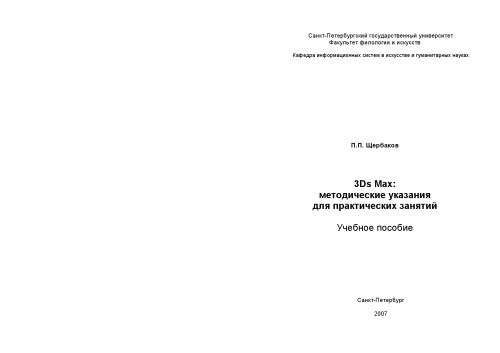 Санкт-Петербургский государственный университет
Факультет филологии и искусств
Кафедра информационных систем в искусстве и гуманитарных науках
П.П. Щербаков
3Ds Max:
методические указания
для практических занятий
Учебное пособие
Санкт-Петербург
2007